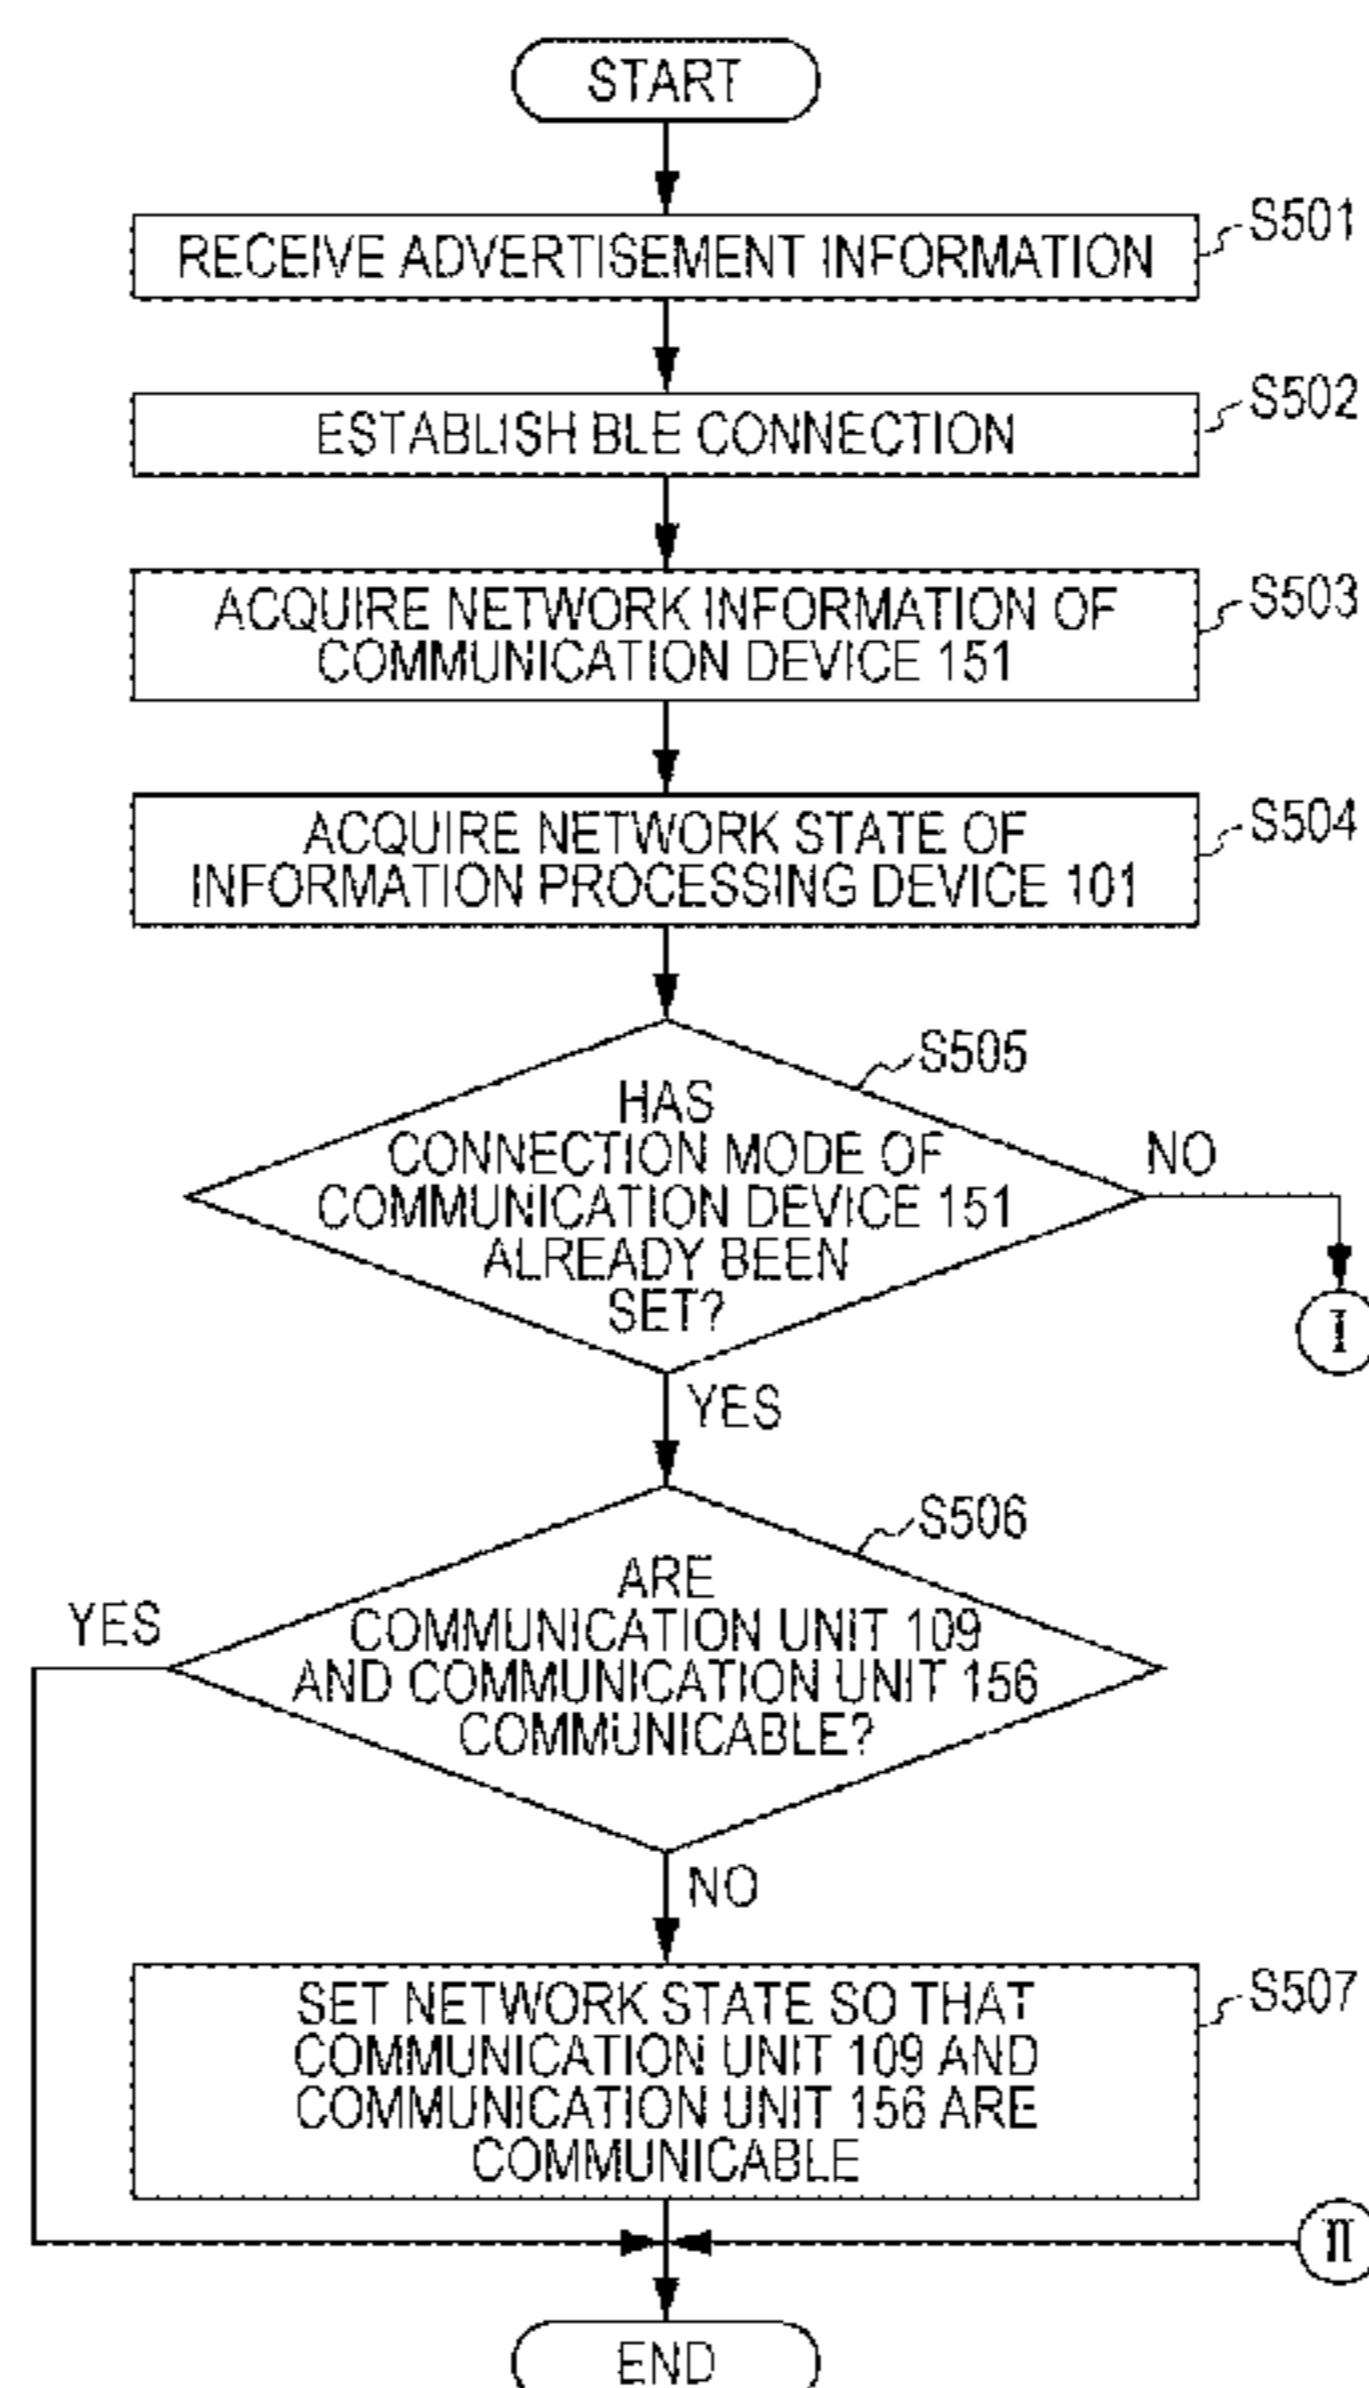 START
RECEIVE ADVERTISEMENT INFORMATION
S501
ESTABLISH BLE CONNECTION
S502
ACQUIRE NETWORK INFORMATION OF
COMMUNICATION DEVICE 151
S503
ACQUIRE NETWORK STATE OF
INFORMATION PROCESSING DEVICE 101
S504
S505
HAS
CONNECTION MODE OF
COMMUNICATION DEVICE 151
ALREADY BEEN
SET?
NO
I
YES
S506
ARE
COMMUNICATION UNIT 109
AND COMMUNICATION UNIT 156
COMMUNICABLE?
YES
NO
SET NETWORK STATE SO THAT
COMMUNICATION UNIT 109 AND
COMMUNICATION UNIT 156 ARE
COMMUNICABLE
S507
II
END